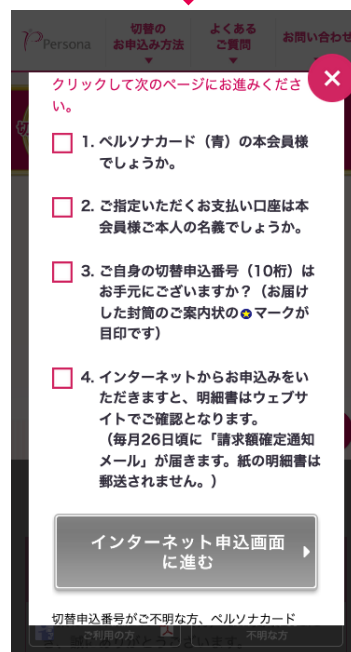 Persona
切替の
お申込み方法
よくある
ご質問
お問い合わせ
クリックして次のページにお進みくださ
い。
1. ペルソナカード（青）の本会員様
でしょうか。
2. ご指定いただくお支払い口座は本
会員様ご本人の名義でしょうか。
3. ご自身の切替申込番号（10桁）は
お手元にございますか？（お届け
した封筒のご案内状の★マークが
目印です）
4. インターネットからお申込みをい
ただきますと、明細書はウェブサ
イトでご確認となります。
（毎月26日頃に「請求額確定通知
メール」が届きます。紙の明細書は
郵送されません。）
インターネット申込画面
に進む
切替申込番号がご不明な方、ペルソナカード
ご利用の方
不明な方